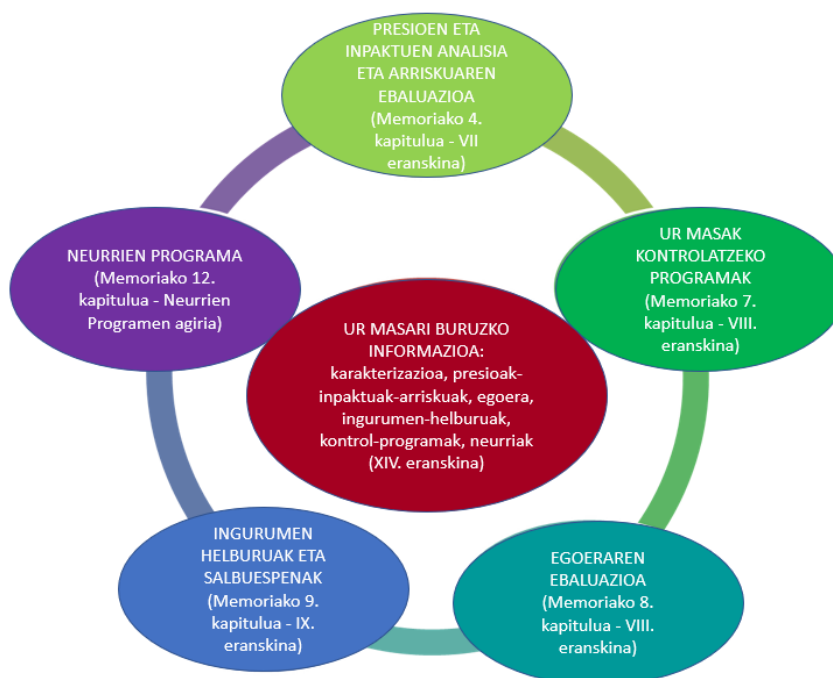 PRESIOEN ETA
INPAKTUEN ANALISIA
ETA ARRISKUAREN
EBALUAZIOA
(Memoriako 4.
kapitulua - VII
eranskina)
NEURRIEN PROGRAMA
(Memoriako 12.
kapitulua - Neurrien
Programen agiria)
UR MASAK
KONTROLATZEKO
PROGRAMAK
(Memoriako 7.
kapitulua - VIII.
eranskina)
UR MASARI BURUZKO
INFORMAZIOA:
karakterizazioa, presioak-
inpaktuak-arriskuak, egoera,
ingurumen-helburuak,
kontrol-programak, neurriak
(XIV. eranskina)
INGURUMEN
HELBURUAK ETA
SALBUESPENAK
(Memoriako 9.
kapitulua - IX.
eranskina)
EGOERAREN
EBALUAZIOA
(Memoriako 8.
kapitulua - VIII.
eranskina)